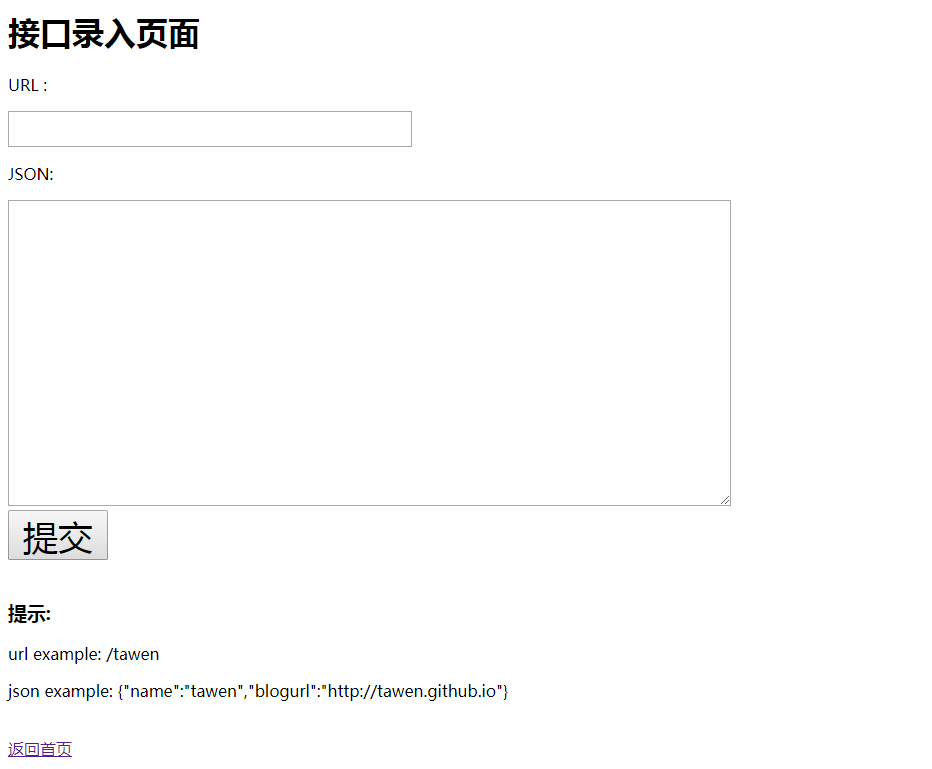 接口录入页面
URL :
JSON:
提交
提示:
url example: /tawen
json example: {"name":"tawen","blogurl":"http://tawen.github.io"}
返回首页